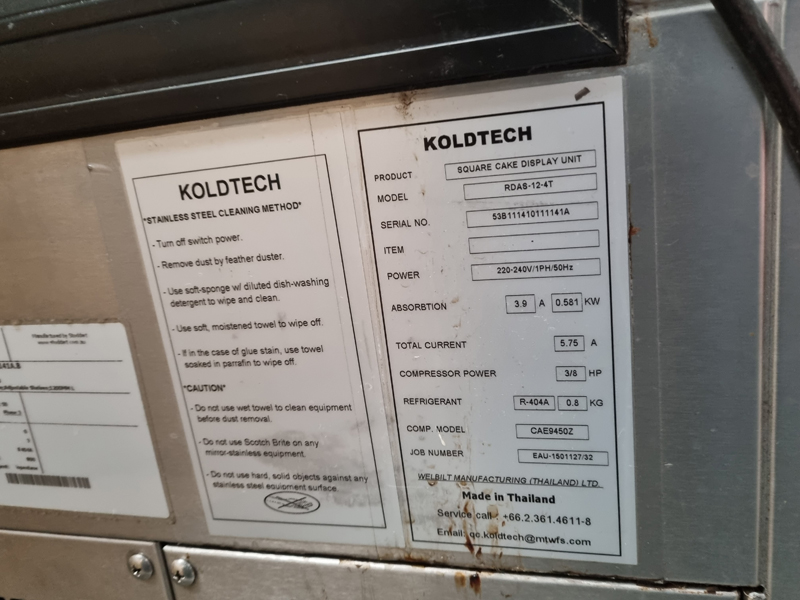 KOLDTECH
"STAINLESS STEEL CLEANING METHOD"
- Turn off switch power.
- Remove dust by feather duster.
- Use soft-sponge w/ diluted dish-washing
detergent to wipe and clean.
- Use soft, moistened towel to wipe off.
- If in the case of glue stain, use towel
soaked in parrafin to wipe off.
"CAUTION"
- Do not use wet towel to clean equipment
before dust removal.
- Do not use Scotch Brite on any
mirror-stainless equipment.
- Do not use hard, solid objects against any
stainless steel equipment surface.
KOLDTECH
PRODUCT SQUARE CAKE DISPLAY UNIT
MODEL RDAS-12-4T
SERIAL NO. 53B111410111141A
ITEM .
POWER 220-240V/1PH/50Hz
ABSORBTION 3.9 A 0.581 KW
TOTAL CURRENT 5.75 A
COMPRESSOR POWER 3/8 HP
REFRIGERANT R-404A 0.8 KG
COMP. MODEL CAE9450Z
JOB NUMBER EAU-1501127/32
WELBILT MANUFACTURING (THAILAND) LTD.
Made in Thailand
Service call : +66.2.361.4611-8
Email: qc.koldtech@mtwfs.com
Manufactured by Stoddart